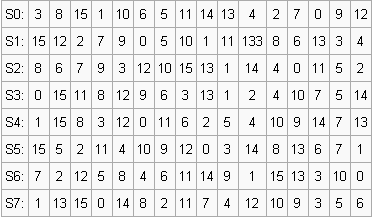 S0: 3 8 15 1 10 6 5 11 14 13 4 2 7 0 9 12
S1: 15 12 2 7 9 0 5 10 1 11 133 8 6 13 3 4
S2: 8 6 7 9 3 12 10 15 13 1 14 4 0 11 5 2
S3: 0 15 11 8 12 9 6 3 13 1 2 4 10 7 5 14
S4: 1 15 8 3 12 0 11 6 2 5 4 10 9 14 7 13
S5: 15 5 2 11 4 10 9 12 0 3 14 8 13 6 7 1
S6: 7 2 12 5 8 4 6 11 14 9 1 15 13 3 10 0
S7: 1 13 15 0 14 8 2 11 7 4 12 10 9 3 5 6